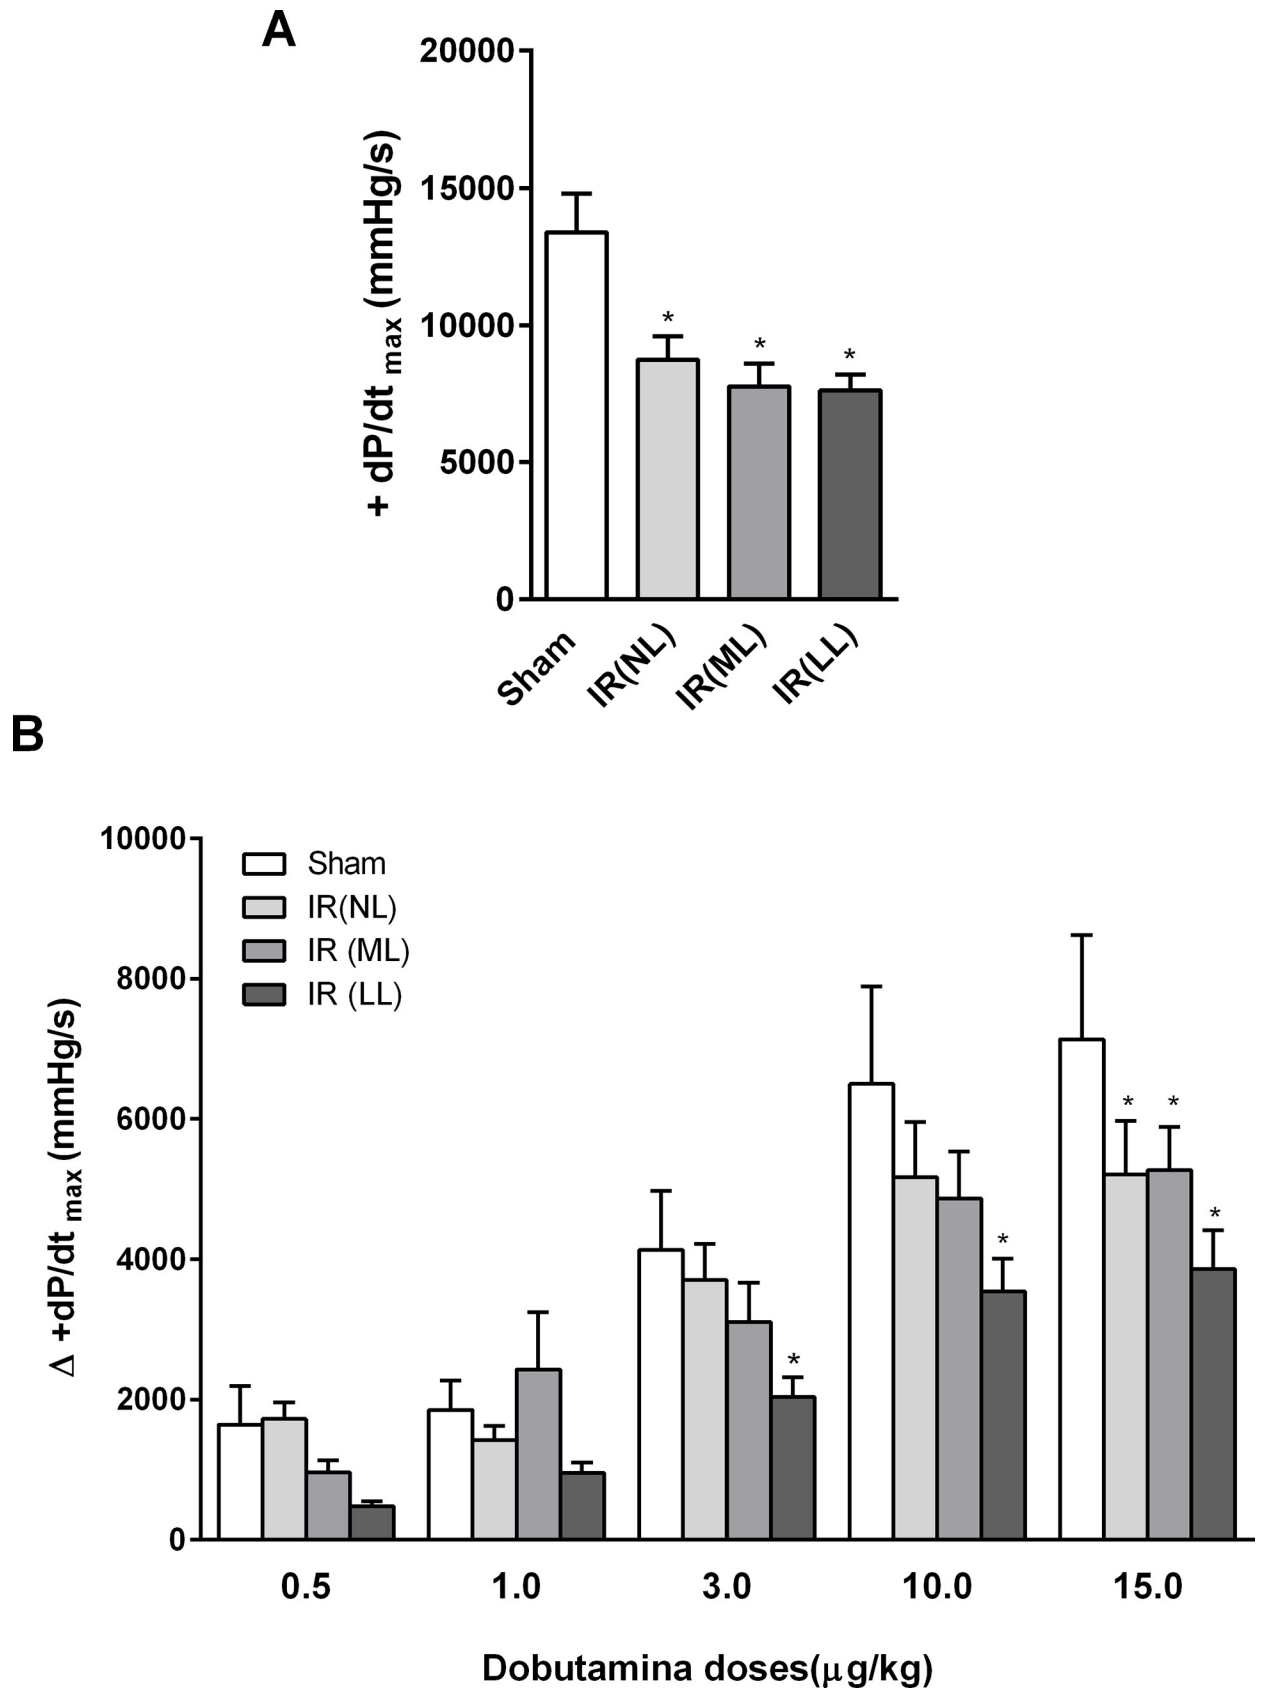 A
20000
15000
10000
5000
0
+ dP/dt max (mmHg/s)
*
*
*
Sham
IR(NL)
IR(ML)
IR(LL)
B
10000
8000
6000
4000
2000
0
Δ +dP/dt max (mmHg/s)
Sham
IR(NL)
IR (ML)
IR (LL)
*
*
*
*
*
0.5 1.0 3.0 10.0 15.0
Dobutamina doses(μg/kg)